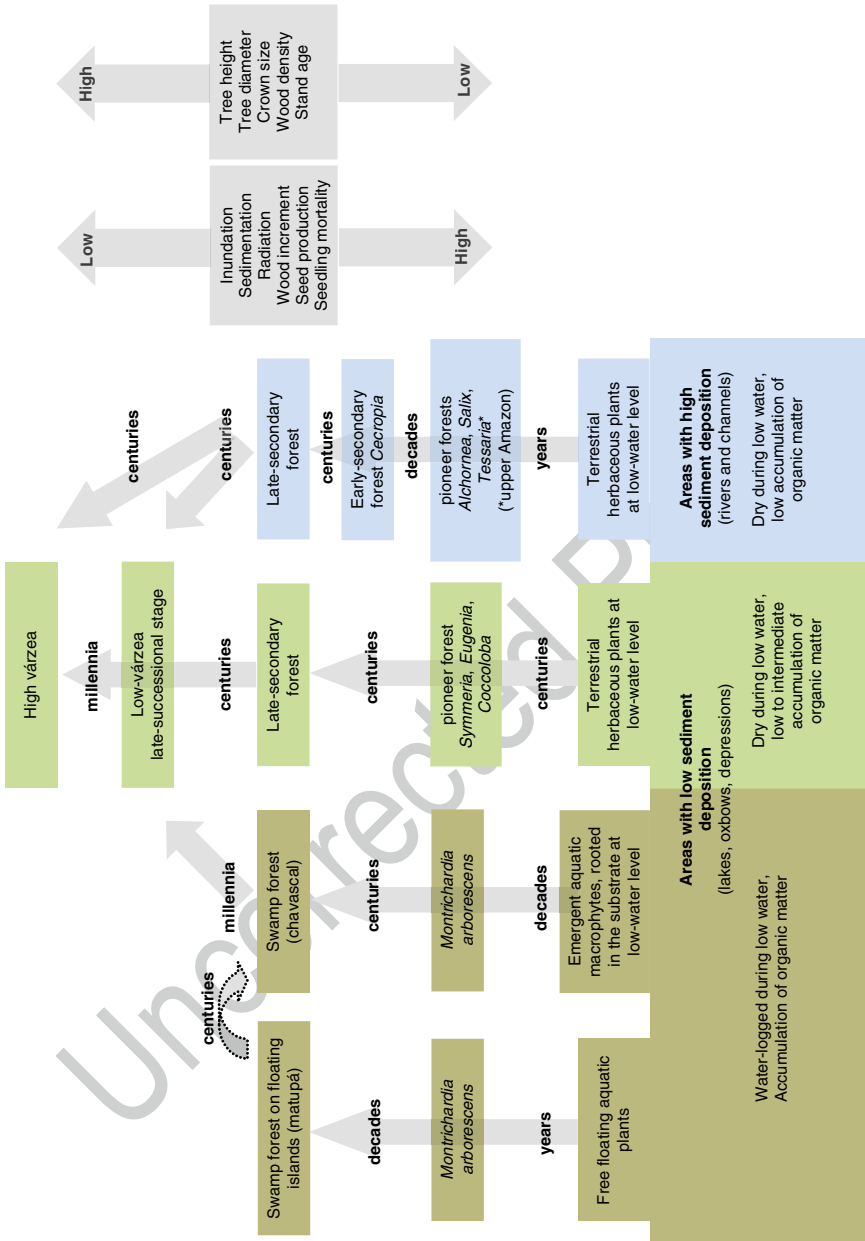 High várzea
millennia
Low-várzea
late-successional stage
centuries
centuries
centuries
millennia
centuries
Swamp forest on floating
islands (matupá)
Swamp forest
(chavascal)
Late-secondary
forest
Late-secondary
forest
decades
centuries
centuries
centuries
Early-secondary
forest Cecropia
decades
Montrichardia
arborescens
Montrichardia
arborescens
pioneer forest
Symmeria, Eugenia,
Coccoloba
pioneer forests
Alchornea, Salix,
Tessaria*
(*upper Amazon)
years
decades
centuries
years
Free floating aquatic
plants
Emergent aquatic
macrophytes, rooted
in the substrate at
low-water level
Terrestrial
herbaceous plants at
low-water level
Terrestrial
herbaceous plants
at low-water level
Areas with low sediment
deposition
(lakes, oxbows, depressions)
Areas with high
sediment deposition
(rivers and channels)
Water-logged during low water,
Accumulation of organic matter
Dry during low water,
low to intermediate
accumulation of
organic matter
Dry during low water,
low accumulation of
organic matter
Low
Inundation
Sedimentation
Radiation
Wood increment
Seed production
Seedling mortality
High
High
Tree height
Tree diameter
Crown size
Wood density
Stand age
Low
Uncorrected P